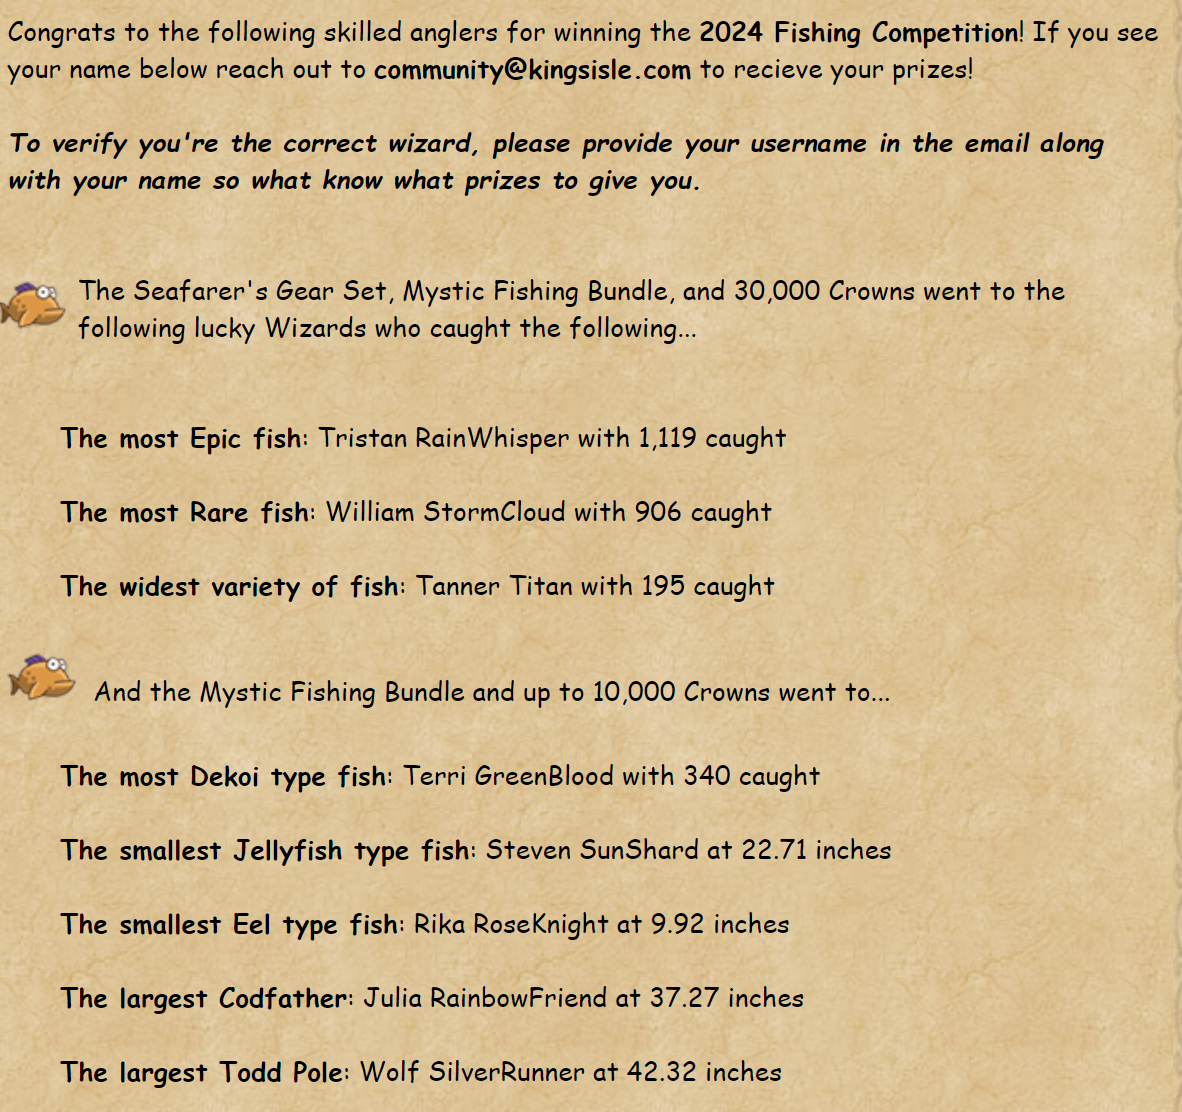 Congrats to the following skilled anglers for winning the 2024 Fishing Competition! If you see
your name below reach out to community@kingsisle.com to recieve your prizes!
To verify you're the correct wizard, please provide your username in the email along
with your name so what know what prizes to give you.
The Seafarer's Gear Set, Mystic Fishing Bundle, and 30,000 Crowns went to the
following lucky Wizards who caught the following...
The most Epic fish: Tristan RainWhisper with 1,119 caught
The most Rare fish: William StormCloud with 906 caught
The widest variety of fish: Tanner Titan with 195 caught
And the Mystic Fishing Bundle and up to 10,000 Crowns went to...
The most Dekoi type fish: Terri GreenBlood with 340 caught
The smallest Jellyfish type fish: Steven SunShard at 22.71 inches
The smallest Eel type fish: Rika RoseKnight at 9.92 inches
The largest Codfather: Julia RainbowFriend at 37.27 inches
The largest Todd Pole: Wolf SilverRunner at 42.32 inches